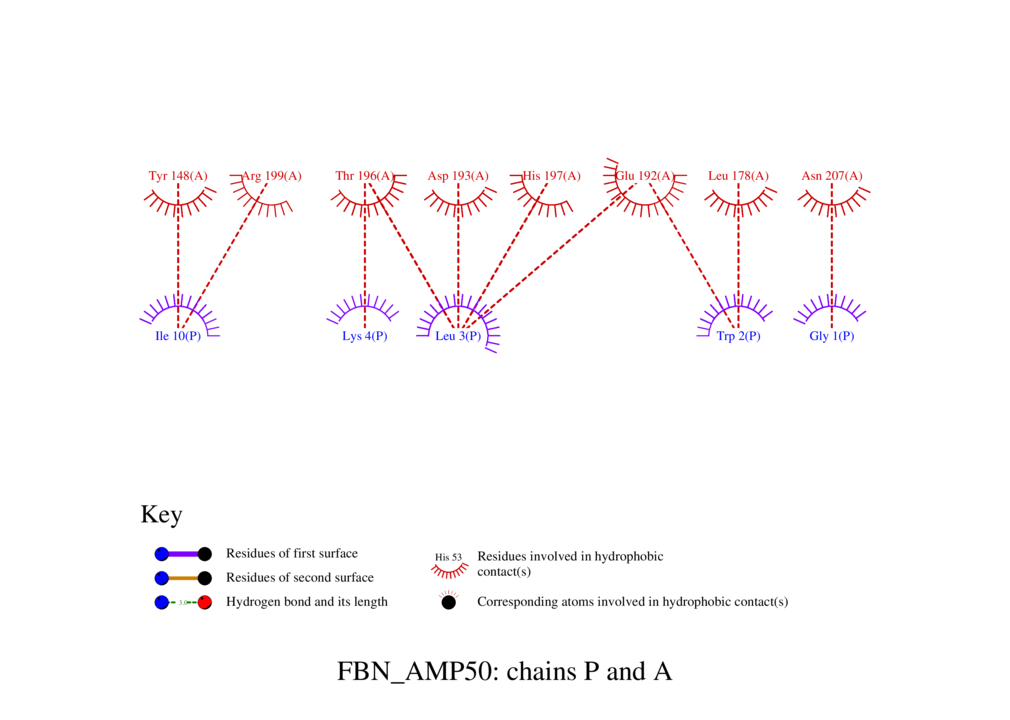 Tyr 148(A) Arg 199(A) Thr 196(A) Asp 193(A) His 197(A) Glu 192(A) Leu 178(A) Asn 207(A)
Ile 10(P) Lys 4(P) Leu 3(P) Trp 2(P) Gly 1(P)
Key
Residues of first surface
Residues of second surface
3.0
Hydrogen bond and its length
His 53
Residues involved in hydrophobic
contact(s)
Corresponding atoms involved in hydrophobic contact(s)
FBN_AMP50: chains P and A